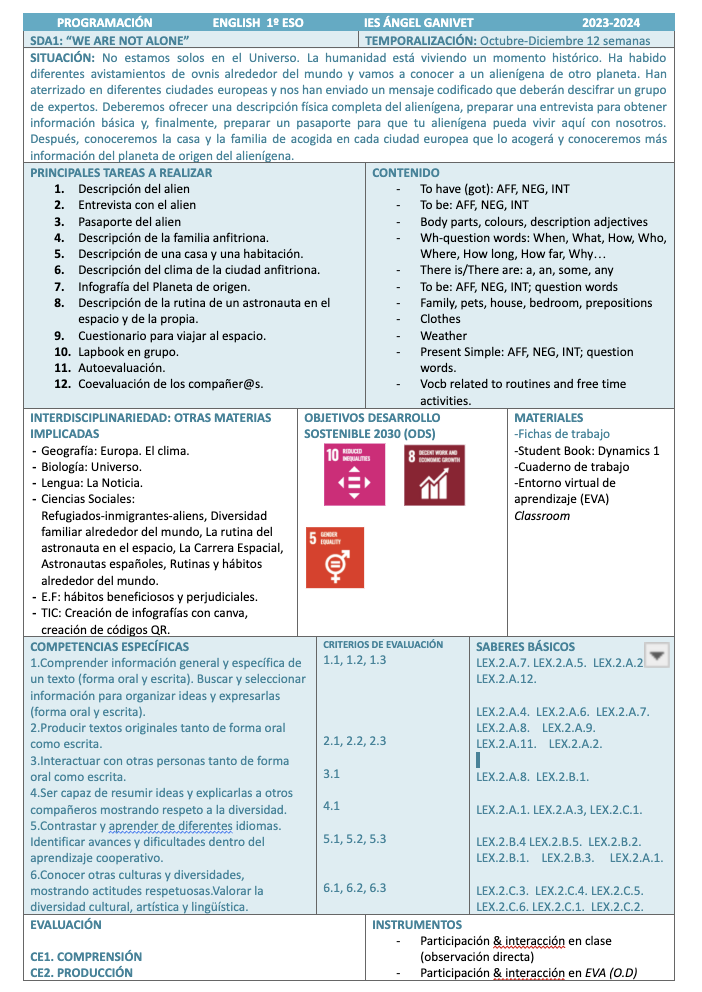 PROGRAMACIÓN ENGLISH 1º ESO IES ÁNGEL GANIVET 2023-2024
SDA1: “WE ARE NOT ALONE” TEMPORALIZACIÓN: Octubre-Diciembre 12 semanas
SITUACIÓN: No estamos solos en el Universo. La humanidad está viviendo un momento histórico. Ha habido
diferentes avistamientos de ovnis alrededor del mundo y vamos a conocer a un alienígena de otro planeta. Han
aterrizado en diferentes ciudades europeas y nos han enviado un mensaje codificado que deberán descifrar un grupo
de expertos. Deberemos ofrecer una descripción física completa del alienígena, preparar una entrevista para obtener
información básica y, finalmente, preparar un pasaporte para que tu alienígena pueda vivir aquí con nosotros.
Después, conoceremos la casa y la familia de acogida en cada ciudad europea que lo acogerá y conoceremos más
información del planeta de origen del alienígena.
PRINCIPALES TAREAS A REALIZAR
1. Descripción del alien
2. Entrevista con el alien
3. Pasaporte del alien
4. Descripción de la familia anfitriona.
5. Descripción de una casa y una habitación.
6. Descripción del clima de la ciudad anfitriona.
7. Infografía del Planeta de origen.
8. Descripción de la rutina de un astronauta en el
espacio y de la propia.
9. Cuestionario para viajar al espacio.
10. Lapbook en grupo.
11. Autoevaluación.
12. Coevaluación de los compañer@s.
CONTENIDO
- To have (got): AFF, NEG, INT
- To be: AFF, NEG, INT
- Body parts, colours, description adjectives
- Wh-question words: When, What, How, Who,
Where, How long, How far, Why…
- There is/There are: a, an, some, any
- To be: AFF, NEG, INT; question words
- Family, pets, house, bedroom, prepositions
- Clothes
- Weather
- Present Simple: AFF, NEG, INT; question
words.
- Vocb related to routines and free time
activities.
INTERDISCIPLINARIEDAD: OTRAS MATERIAS
IMPLICADAS
- Geografía: Europa. El clima.
- Biología: Universo.
- Lengua: La Noticia.
- Ciencias Sociales:
Refugiados-inmigrantes-aliens, Diversidad
familiar alrededor del mundo, La rutina del
astronauta en el espacio, La Carrera Espacial,
Astronautas españoles, Rutinas y hábitos
alrededor del mundo.
- E.F: hábitos beneficiosos y perjudiciales.
- TIC: Creación de infografías con canva,
creación de códigos QR.
OBJETIVOS DESARROLLO
SOSTENIBLE 2030 (ODS)
10 REDUCED
INEQUALITIES
8 DECENT WORK AND
ECONOMIC GROWTH
5 GENDER
EQUALITY
MATERIALES
-Fichas de trabajo
-Student Book: Dynamics 1
-Cuaderno de trabajo
-Entorno virtual de
aprendizaje (EVA)
Classroom
COMPETENCIAS ESPECÍFICAS
1.Comprender información general y específica de
un texto (forma oral y escrita). Buscar y seleccionar
información para organizar ideas y expresarlas
(forma oral y escrita).
2.Producir textos originales tanto de forma oral
como escrita.
3.Interactuar con otras personas tanto de forma
oral como escrita.
4.Ser capaz de resumir ideas y explicarlas a otros
compañeros mostrando respeto a la diversidad.
5.Contrastar y aprender de diferentes idiomas.
Identificar avances y dificultades dentro del
aprendizaje cooperativo.
6.Conocer otras culturas y diversidades,
mostrando actitudes respetuosas.Valorar la
diversidad cultural, artística y lingüística.
CRITERIOS DE EVALUACIÓN
1.1, 1.2, 1.3
2.1, 2.2, 2.3
3.1
4.1
5.1, 5.2, 5.3
6.1, 6.2, 6.3
SABERES BÁSICOS
LEX.2.A.7. LEX.2.A.5. LEX.2.A.2
LEX.2.A.12.
LEX.2.A.4. LEX.2.A.6. LEX.2.A.7.
LEX.2.A.8. LEX.2.A.9.
LEX.2.A.11. LEX.2.A.2.
LEX.2.A.8. LEX.2.B.1.
LEX.2.A.1. LEX.2.A.3, LEX.2.C.1.
LEX.2.B.4 LEX.2.B.5. LEX.2.B.2.
LEX.2.B.1. LEX.2.B.3. LEX.2.A.1.
LEX.2.C.3. LEX.2.C.4. LEX.2.C.5.
LEX.2.C.6. LEX.2.C.1. LEX.2.C.2.
EVALUACIÓN
CE1. COMPRENSIÓN
CE2. PRODUCCIÓN
INSTRUMENTOS
- Participación & interacción en clase
(observación directa)
- Participación & interacción en EVA (O.D)